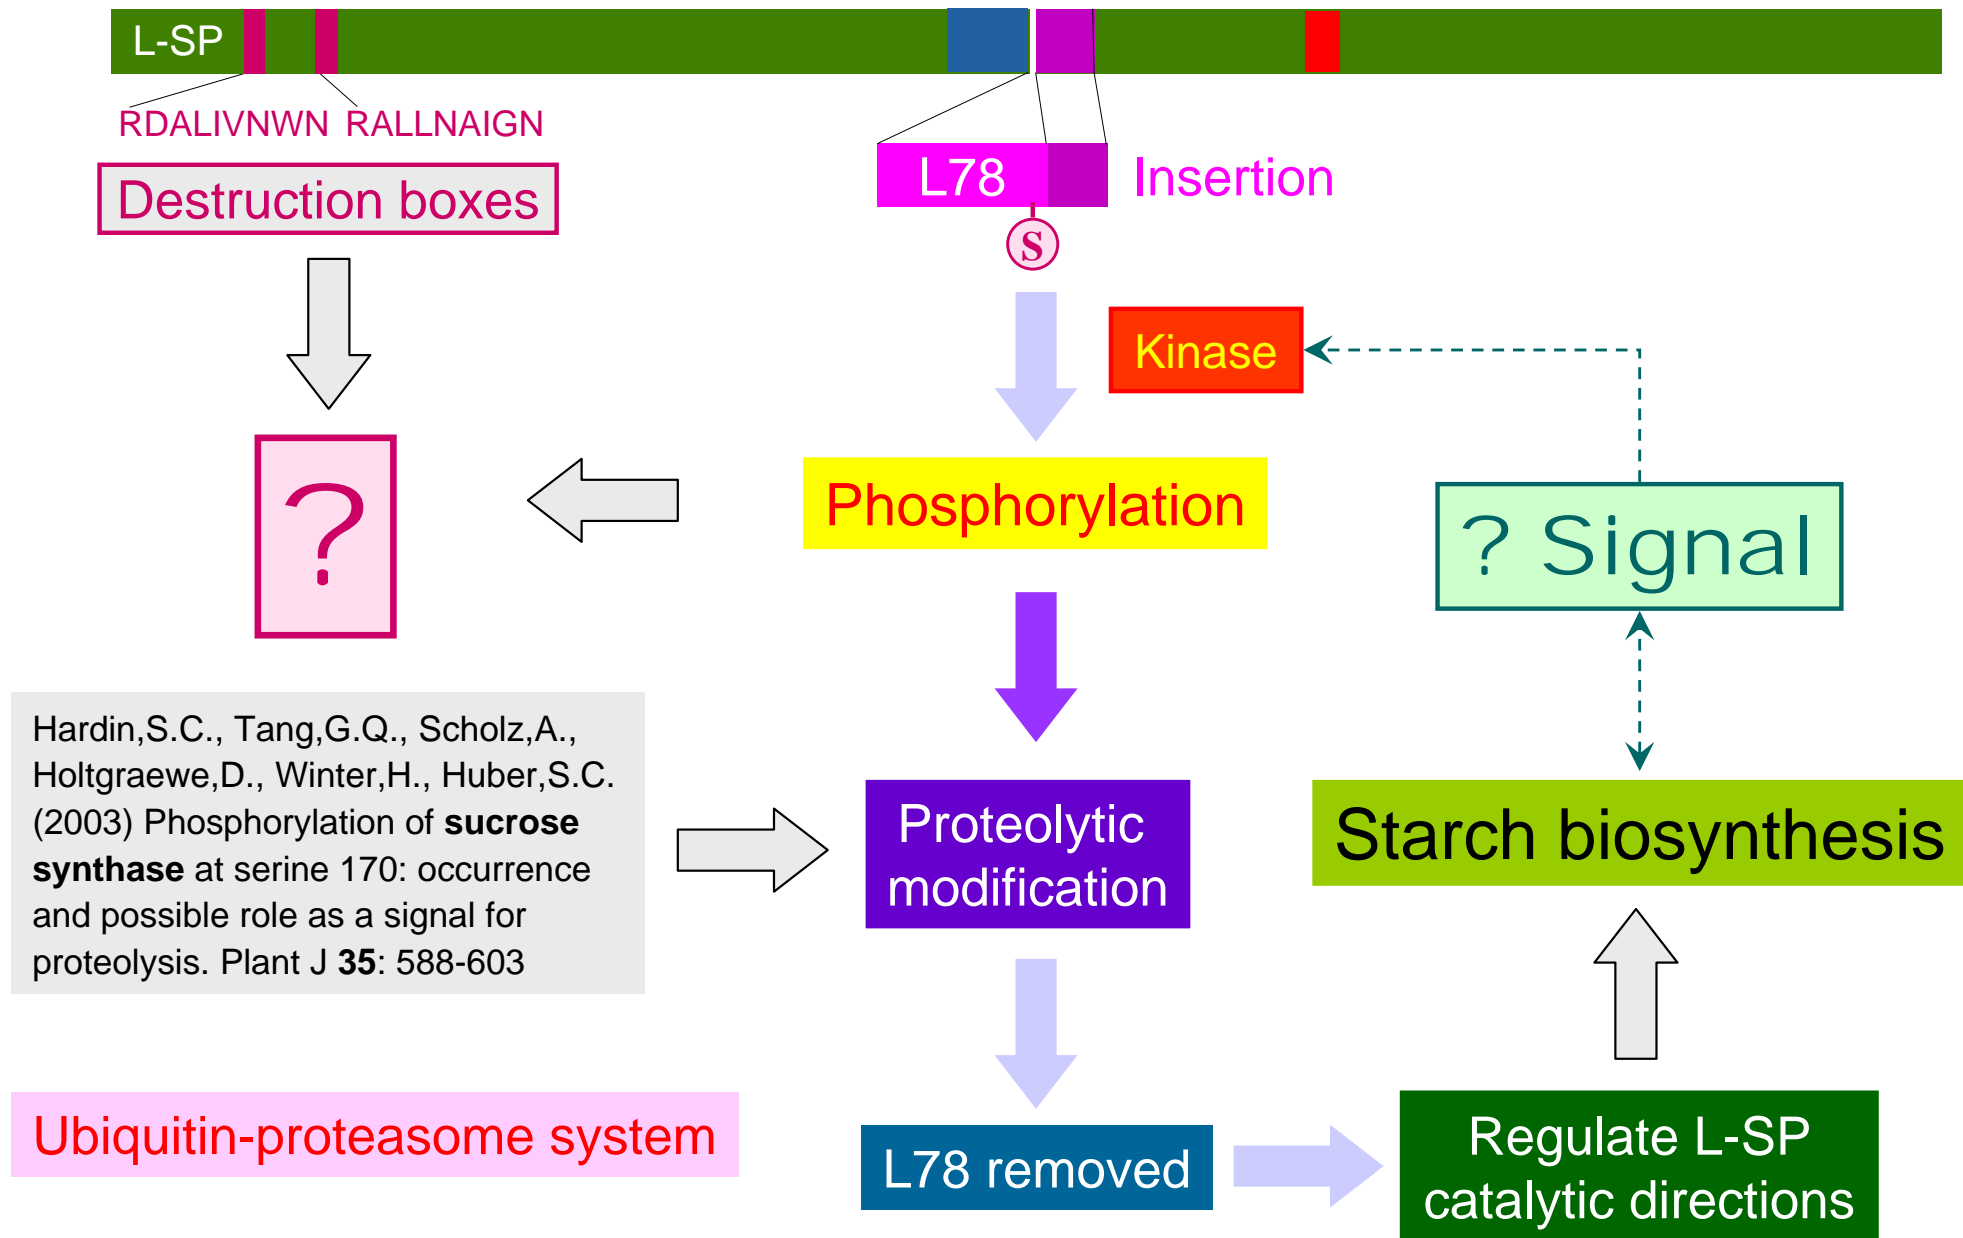 L-SP
RDALIVNWN RALLNAIGN
Destruction boxes
L78
Insertion
S
Kinase
?
Phosphorylation
? Signal
Hardin,S.C., Tang,G.Q., Scholz,A.,
Holtgraewe,D., Winter,H., Huber,S.C.
(2003) Phosphorylation of sucrose
synthase at serine 170: occurrence
and possible role as a signal for
proteolysis. Plant J 35: 588-603
Proteolytic
modification
Starch biosynthesis
Ubiquitin-proteasome system
L78 removed
Regulate L-SP
catalytic directions